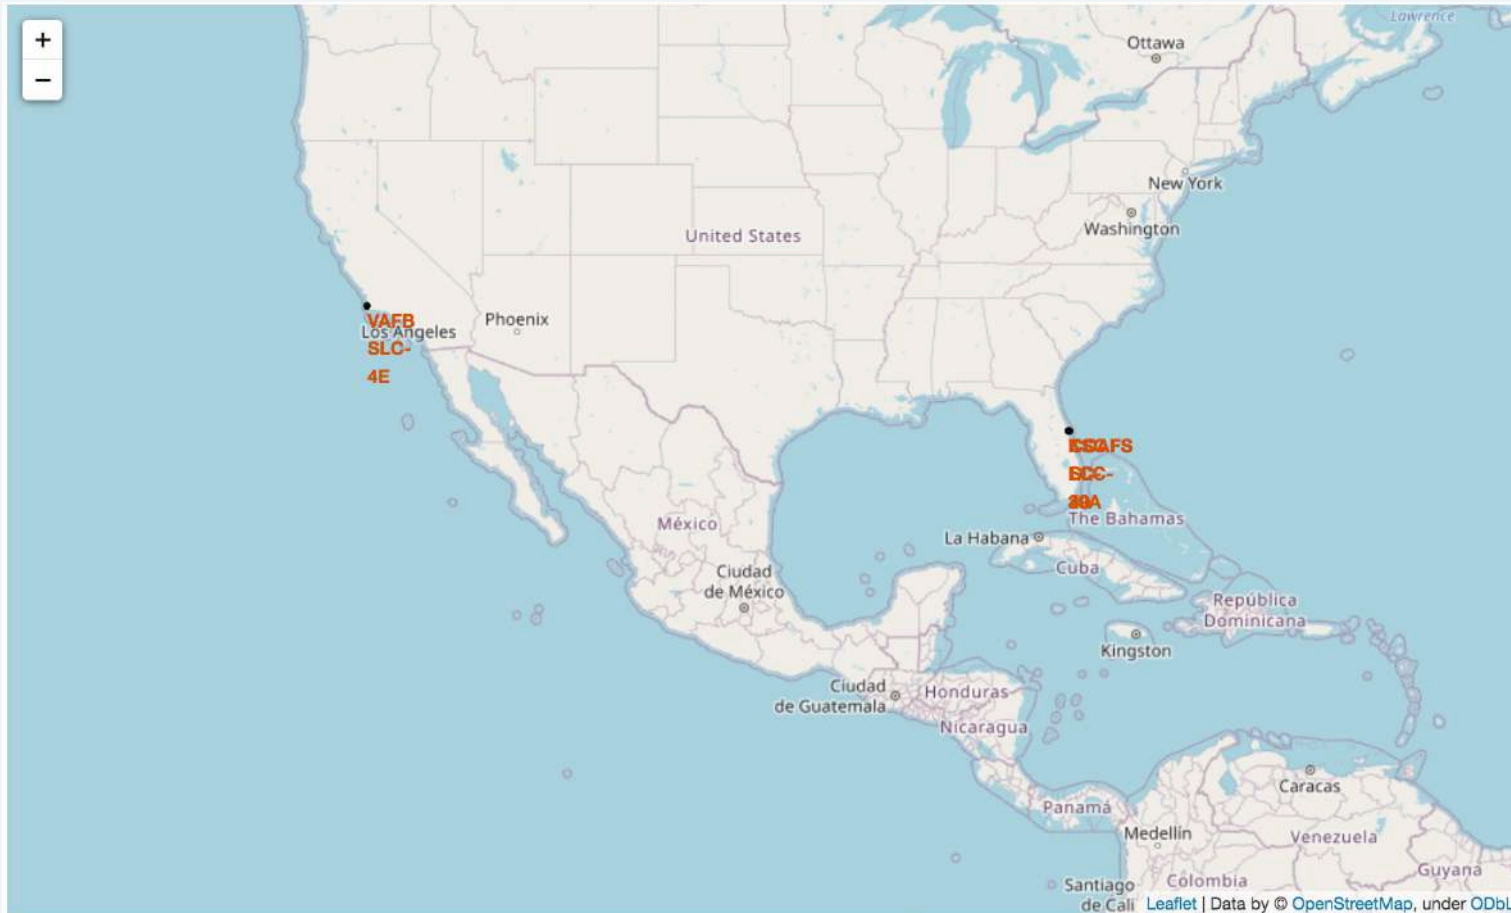 +
−
Lawrence
Ottawa
New York
Washington
United States
VAFB
SLC-
4E
Los Angeles
Phoenix
The Bahamas
México
La Habana
Cuba
Ciudad
de México
República
Dominicana
Kingston
Ciudad
de Guatemala
Honduras
Nicaragua
Caracas
Panamá
Medellín
Venezuela
Guyana
Santiago
de Cali
Colombia
Leaflet | Data by © OpenStreetMap, under ODbL